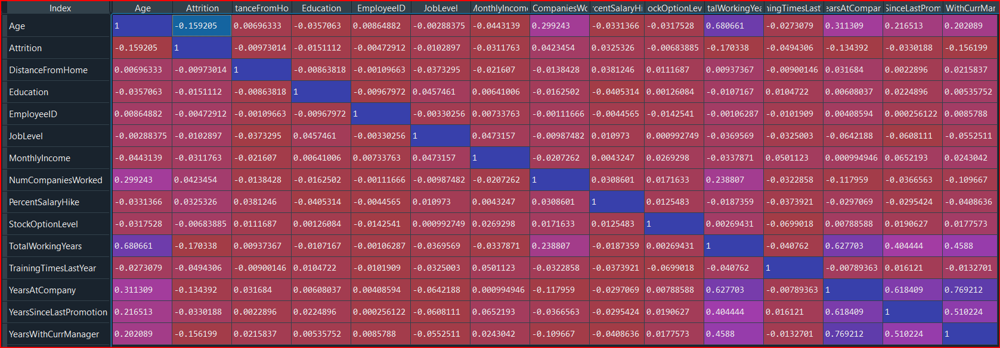 Index Age Attrition tanceFromHo Education EmployeeID JobLevel MonthlyIncom CompaniesWo rcentSalaryHi ockOptionLev talWorkingYea ningTimesLast earsAtCompar SinceLastProm WithCurrMar
Age 1 -0.159205 0.00696333 -0.0357063 0.00864882 -0.00288375 -0.0443139 0.299243 -0.0331366 -0.0317528 0.680661 -0.0273079 0.311309 0.216513 0.202089
Attrition -0.159205 1 -0.00973014 -0.0151112 -0.00472912 -0.0102897 -0.0311763 0.0423454 0.0325326 -0.00683885 -0.170338 -0.0494306 -0.134392 -0.0330188 -0.156199
DistanceFromHome 0.00696333 -0.00973014 1 -0.00863818 -0.00109663 -0.0373295 -0.021607 -0.0138428 0.0381246 0.0111687 0.00937367 -0.00900146 0.031684 0.0022896 0.0215837
Education -0.0357063 -0.0151112 -0.00863818 1 -0.00967972 0.0457461 0.00641006 -0.0162502 -0.0405314 0.00126084 -0.0107167 0.0104722 0.00608037 0.0224896 0.00535752
EmployeeID 0.00864882 -0.00472912 -0.00109663 -0.00967972 1 -0.00330256 0.00733763 -0.00111666 -0.0044565 -0.0142541 -0.00106287 -0.0101909 0.00408594 0.000256122 0.0085788
JobLevel -0.00288375 -0.0102897 -0.0373295 0.0457461 -0.00330256 1 0.0473157 -0.00987482 0.010973 0.000992749 -0.0369569 -0.0325003 -0.0642188 -0.0608111 -0.0552511
MonthlyIncome -0.0443139 -0.0311763 -0.021607 0.00641006 0.00733763 0.0473157 1 -0.0207262 0.0043247 0.0269298 -0.0337871 0.0501123 0.000994946 0.0652193 0.0243042
NumCompaniesWorked 0.299243 0.0423454 -0.0138428 -0.0162502 -0.00111666 -0.00987482 -0.0207262 1 0.0308601 0.0171633 0.238807 -0.0322858 -0.117959 -0.0366563 -0.109667
PercentSalaryHike -0.0331366 0.0325326 0.0381246 -0.0405314 -0.0044565 0.010973 0.0043247 0.0308601 1 0.0125483 -0.0187359 -0.0373921 -0.0297069 -0.0295424 -0.0408636
StockOptionLevel -0.0317528 -0.00683885 0.0111687 0.00126084 -0.0142541 0.000992749 0.0269298 0.0171633 0.0125483 1 0.00269431 -0.0699018 0.00788588 0.0190627 0.0177573
TotalWorkingYears 0.680661 -0.170338 0.00937367 -0.0107167 -0.00106287 -0.0369569 -0.0337871 0.238807 -0.0187359 0.00269431 1 -0.040762 0.627703 0.404444 0.4588
TrainingTimesLastYear -0.0273079 -0.0494306 -0.00900146 0.0104722 -0.0101909 -0.0325003 0.0501123 -0.0322858 -0.0373921 -0.0699018 -0.040762 1 -0.00789363 0.016121 -0.0132701
YearsAtCompany 0.311309 -0.134392 0.031684 0.00608037 0.00408594 -0.0642188 0.000994946 -0.117959 -0.0297069 0.00788588 0.627703 -0.00789363 1 0.618409 0.769212
YearsSinceLastPromotion 0.216513 -0.0330188 0.0022896 0.0224896 0.000256122 -0.0608111 0.0652193 -0.0366563 -0.0295424 0.0190627 0.404444 0.016121 0.618409 1 0.510224
YearsWithCurrManager 0.202089 -0.156199 0.0215837 0.00535752 0.0085788 -0.0552511 0.0243042 -0.109667 -0.0408636 0.0177573 0.4588 -0.0132701 0.769212 0.510224 1